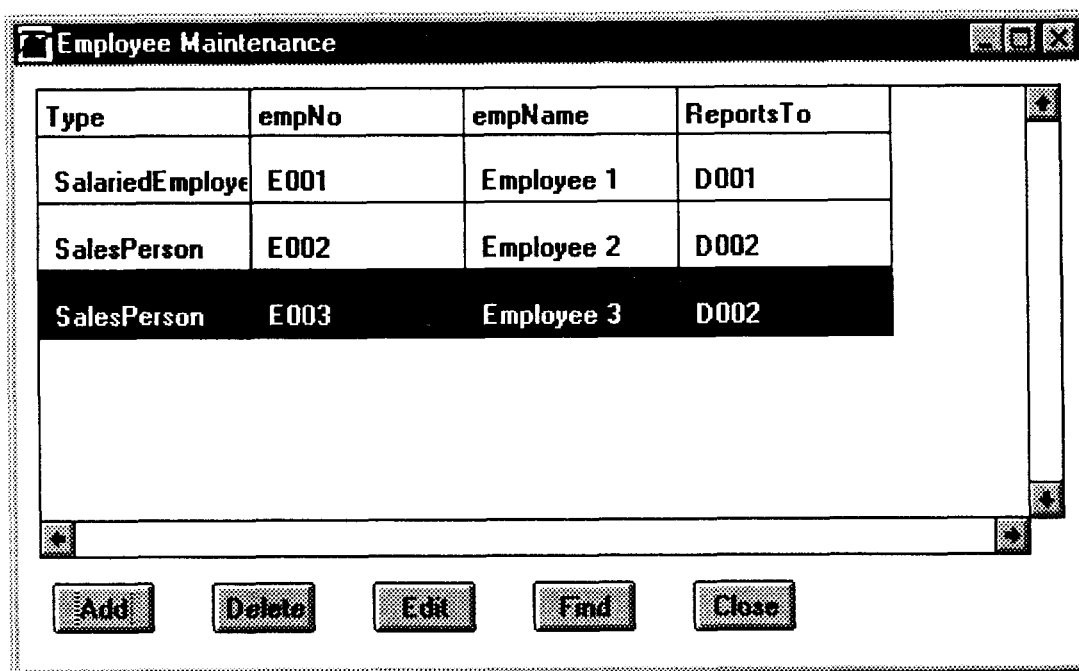 Employee Maintenance
Type empNo empName ReportsTo
SalariedEmploye E001 Employee 1 D001
SalesPerson E002 Employee 2 D002
SalesPerson E003 Employee 3 D002
Add Delete Edit Find Close